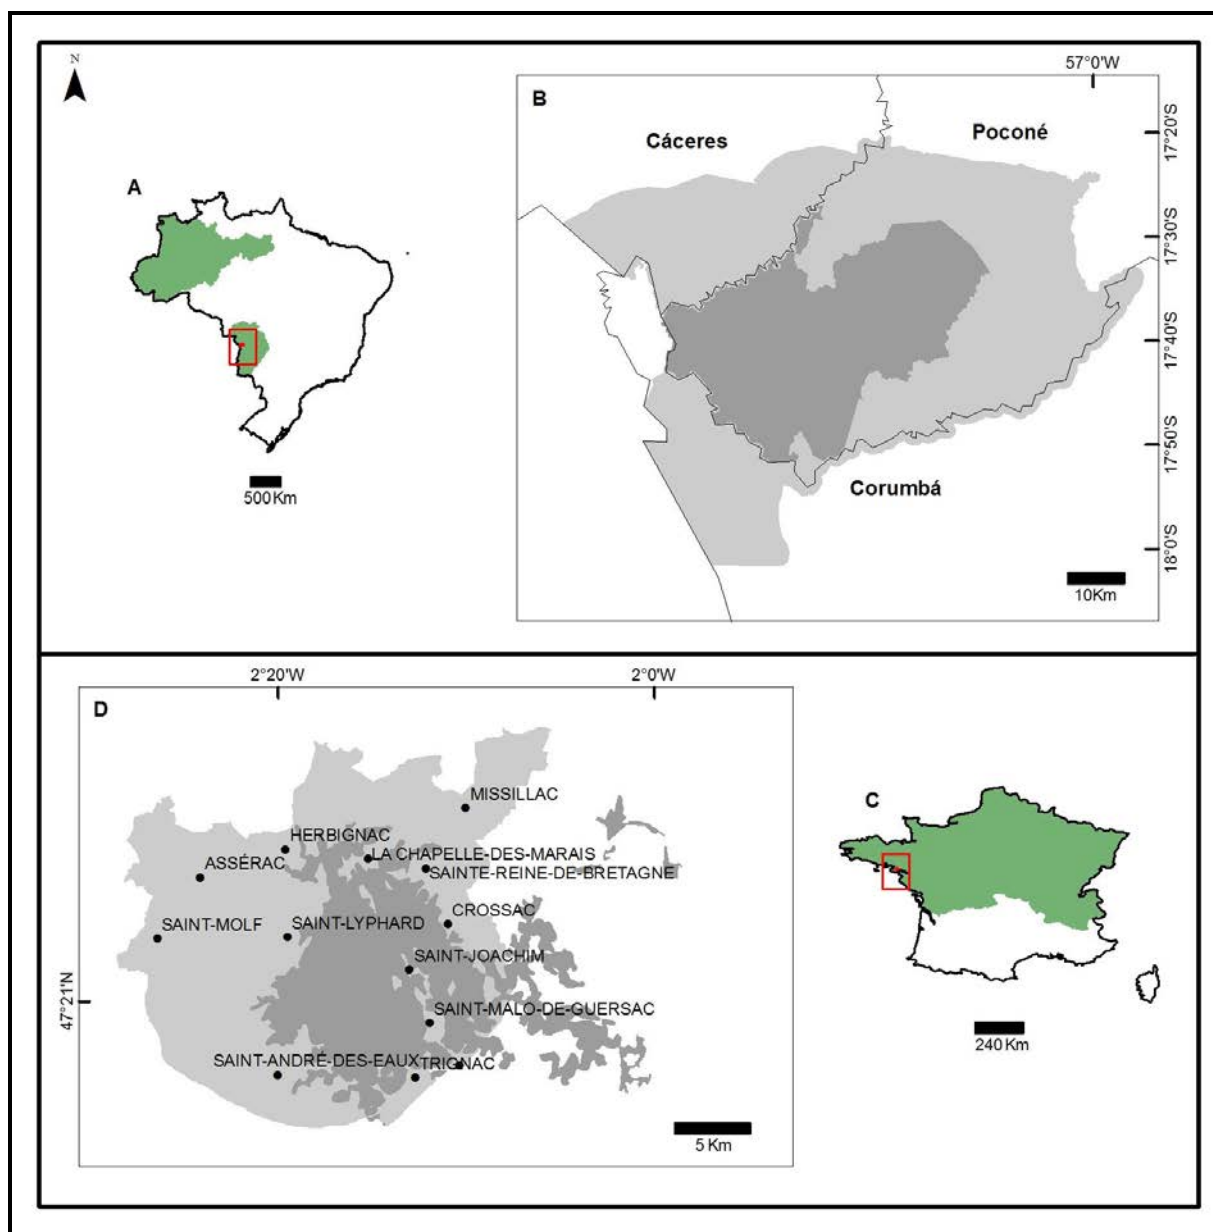 N
A
500 Km
B
57°0'W
Cáceres
Poconé
17°20'S
17°30'S
17°40'S
17°50'S
18°0'S
Corumbá
10Km
2°20'W
2°0'W
D
MISSILLAC
HERBIGNAC
LA CHAPELLE-DES-MARAIS
ASSÉRAC
SAINTE-REINE-DE-BRETAGNE
CROSSAC
SAINT-MOLF
SAINT-LYPHARD
SAINT-JOACHIM
47°21'N
SAINT-MALO-DE-GUERSAC
SAINT-ANDRÉ-DES-EAUX
TRIGNAC
5 Km
C
240 Km